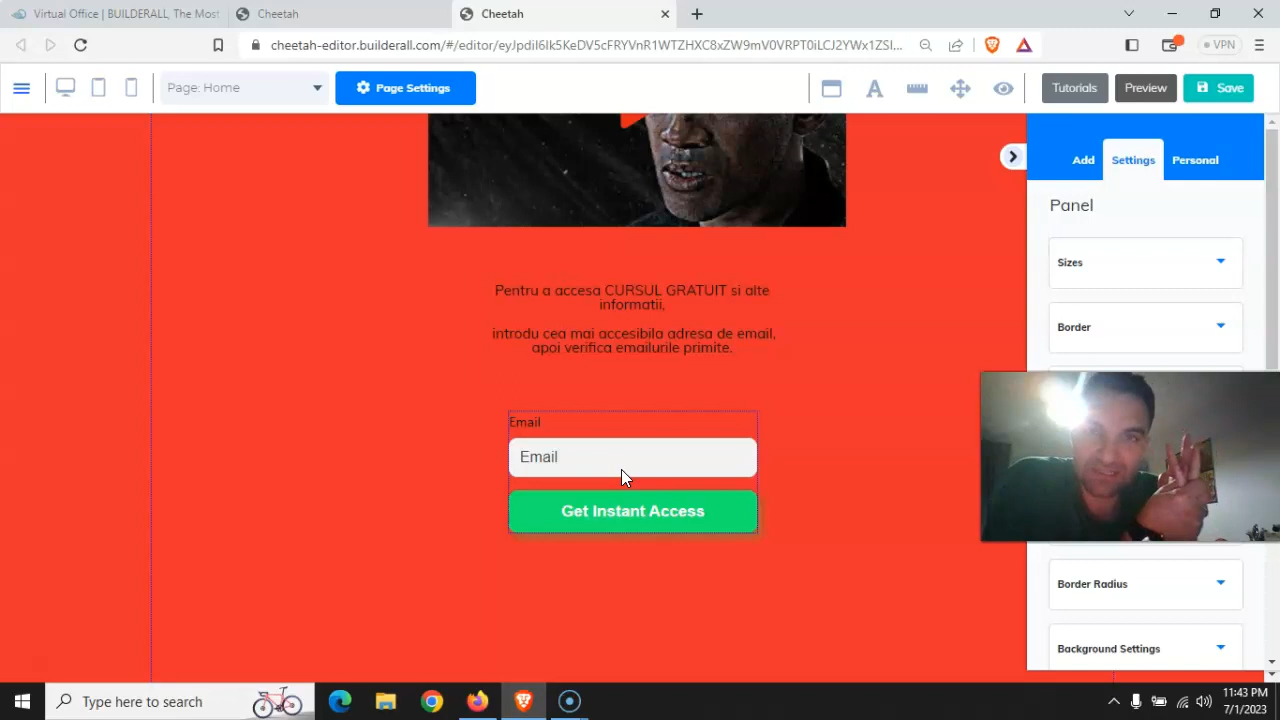 Virtual Office | BUILDERALL, The Most
Cheetah
Cheetah
cheetah-editor.builderall.com/#/editor/eyJpdiI6Ik5KeDV5cFRYVnR1WTZHXC8xZW9mV0VRPT0iLCJ2YWx1ZSI...
VPN
Page: Home
Page Settings
Tutorials
Preview
Save
Add
Settings
Personal
Panel
Sizes
Border
Border Radius
Background Settings
Pentru a accesa CURSUL GRATUIT si alte
informatii,
introdu cea mai accesibila adresa de email,
apoi verifica emailurile primite.
Email
Email
Get Instant Access
Type here to search
11:43 PM
7/1/2023